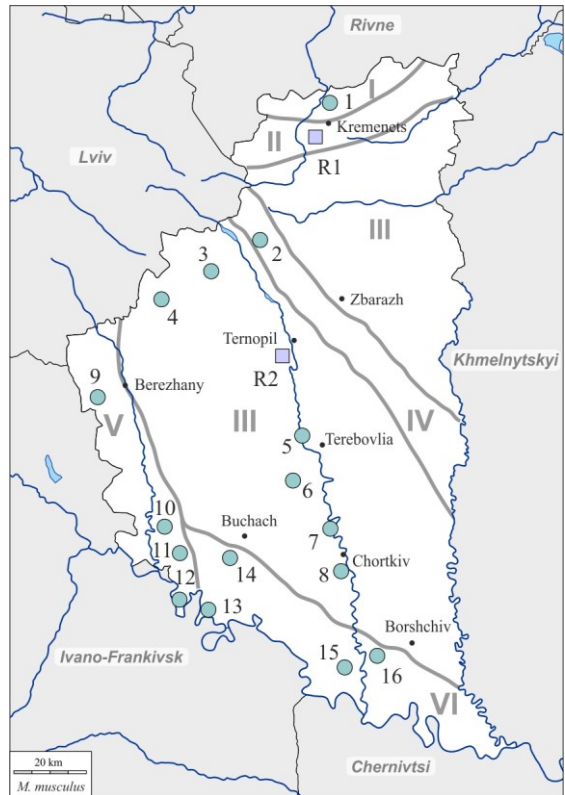 Rivne
I
1
Kremenets
II
R1
Lviv
III
2
3
4
Zbarazh
Ternopil
R2
Khmelnytskyi
9
Berezhany
V
III
IV
5
Terebovlia
6
10
Buchach
7
11
14
Chortkiv
8
12
13
Borshchiv
15
16
Ivano-Frankivsk
VI
20 km
M. musculus
Chernivtsi